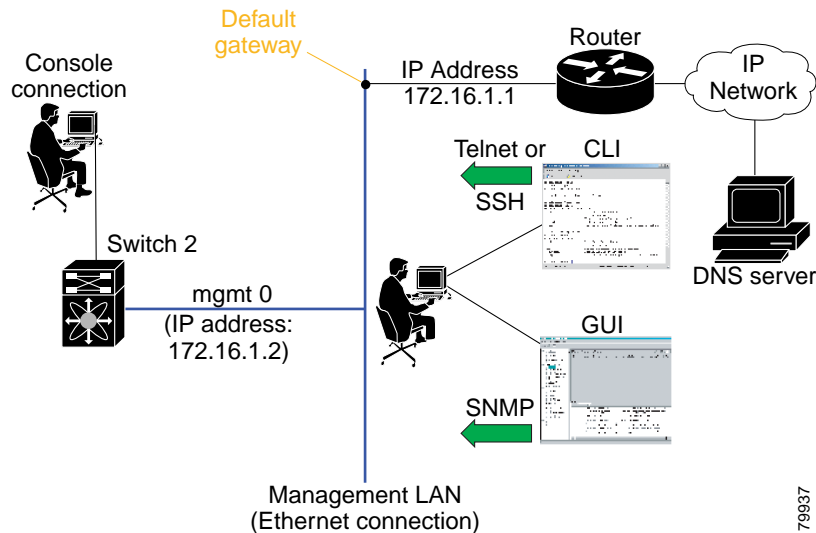 Default
gateway
Router
Console
connection
IP Address
172.16.1.1
IP
Network
Telnet or
SSH
CLI
DNS server
Switch 2
mgmt 0
(IP address:
172.16.1.2)
GUI
SNMP
Management LAN
(Ethernet connection)
79937